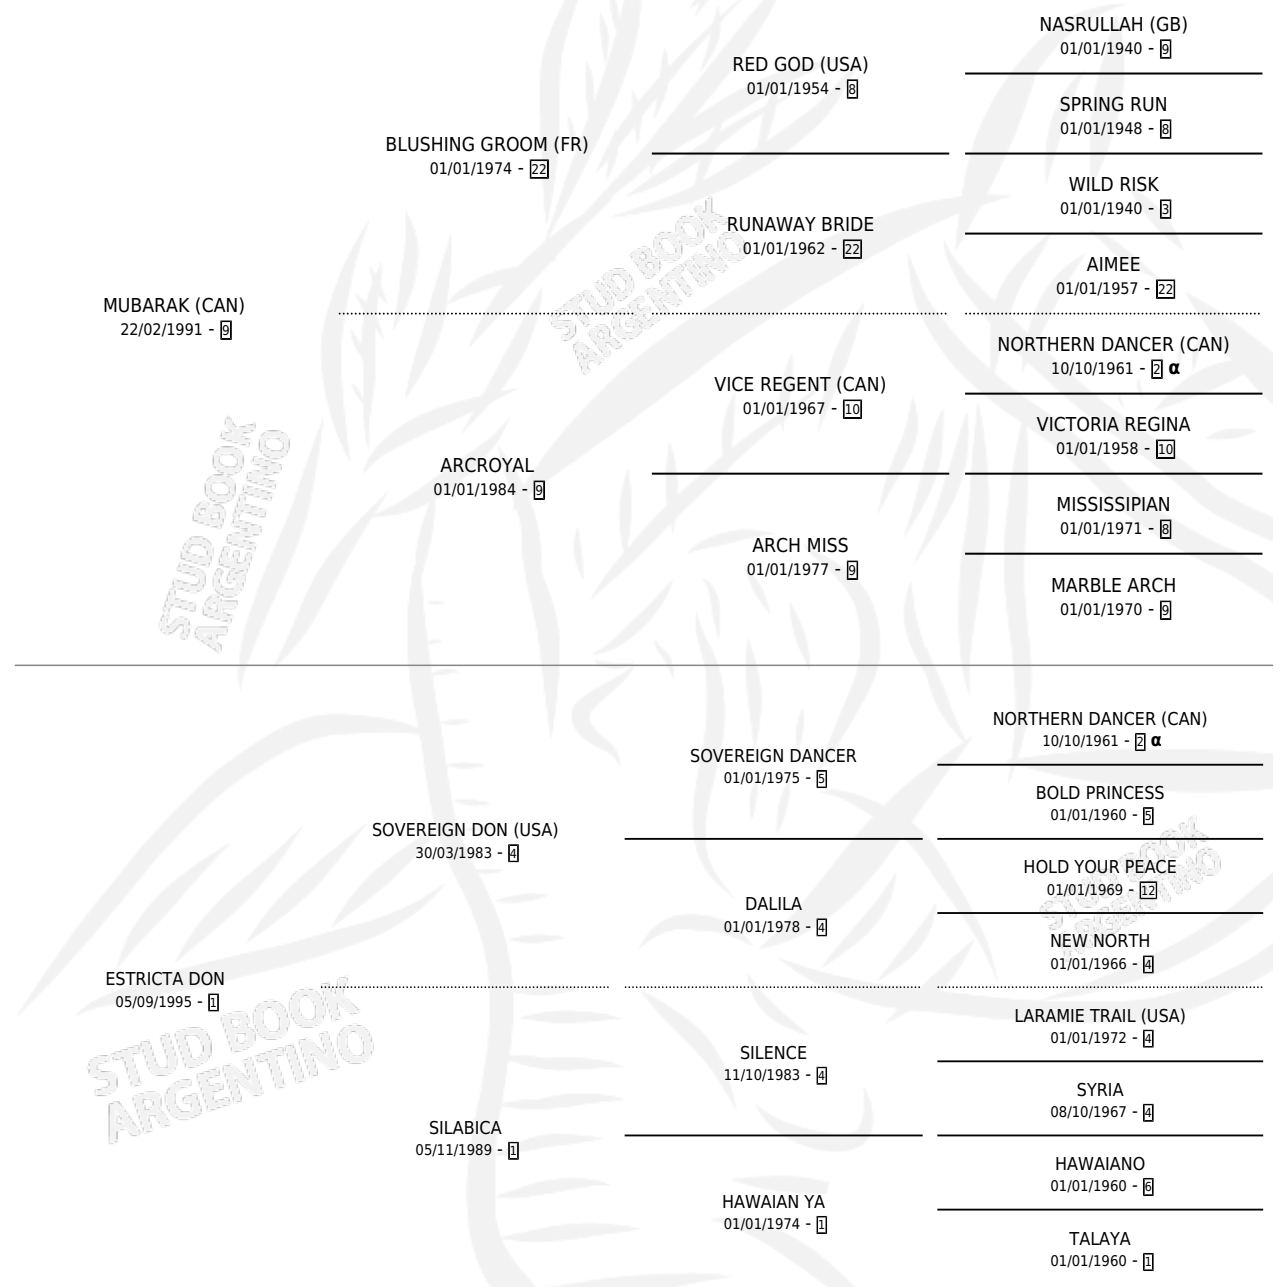 NASRULLAH (GB)
01/01/1940 - 9
RED GOD (USA)
01/01/1954 - 8
SPRING RUN
01/01/1948 - 8
BLUSHING GROOM (FR)
01/01/1974 - 22
WILD RISK
01/01/1940 - 3
RUNAWAY BRIDE
01/01/1962 - 22
AIMEE
01/01/1957 - 22
MUBARAK (CAN)
22/02/1991 - 9
NORTHERN DANCER (CAN)
10/10/1961 - 2 α
VICE REGENT (CAN)
01/01/1967 - 10
VICTORIA REGINA
01/01/1958 - 10
ARCROYAL
01/01/1984 - 9
MISSISSIPIAN
01/01/1971 - 8
ARCH MISS
01/01/1977 - 9
MARBLE ARCH
01/01/1970 - 9
NORTHERN DANCER (CAN)
10/10/1961 - 2 α
SOVEREIGN DANCER
01/01/1975 - 5
BOLD PRINCESS
01/01/1960 - 5
SOVEREIGN DON (USA)
30/03/1983 - 4
HOLD YOUR PEACE
01/01/1969 - 12
DALILA
01/01/1978 - 4
NEW NORTH
01/01/1966 - 4
ESTRICTA DON
05/09/1995 - 1
LARAMIE TRAIL (USA)
01/01/1972 - 4
SILENCE
11/10/1983 - 4
SYRIA
08/10/1967 - 4
SILABICA
05/11/1989 - 1
HAWAIANO
01/01/1960 - 6
HAWAIAN YA
01/01/1974 - 1
TALAYA
01/01/1960 - 1
STUD BOOK
ARGENTINO
STUD BOOK
ARGENTINO
STUD BOOK
ARGENTINO
STUD BOOK
ARGENTINO